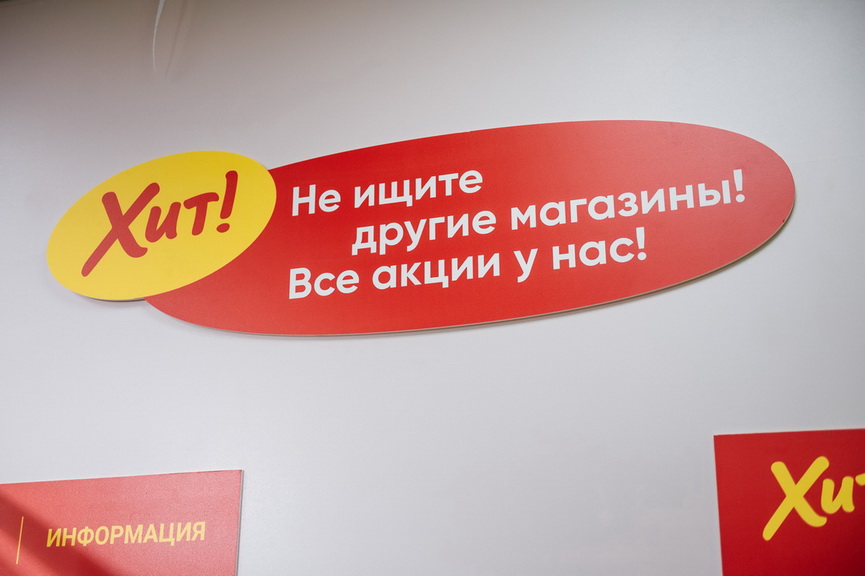 Хит!
Не ищите
другие магазины!
Все акции у нас!
ИНФОРМАЦИЯ